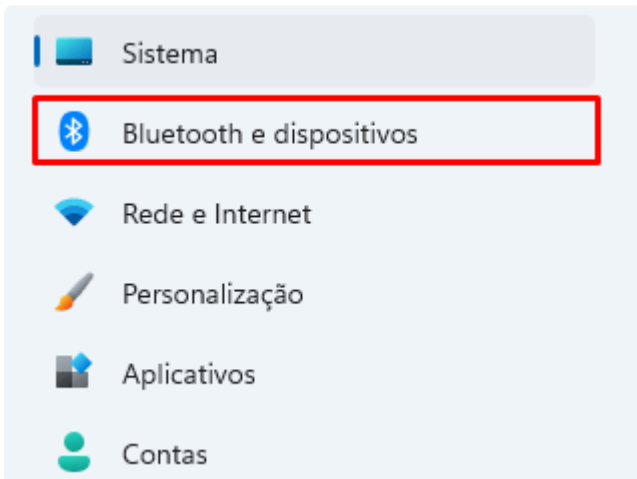 Sistema
Bluetooth e dispositivos
Rede e Internet
Personalização
Aplicativos
Contas